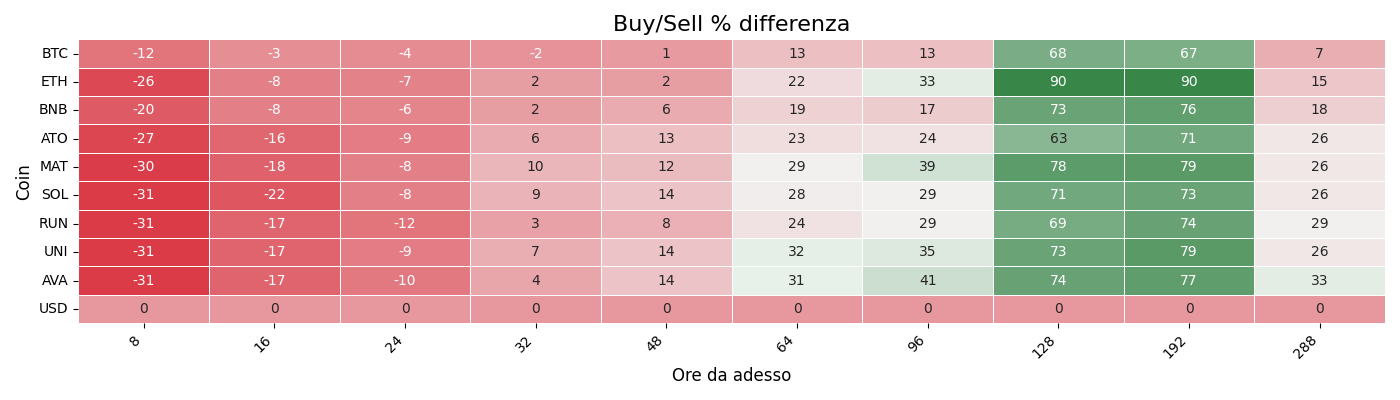 Buy/Sell % differenza
Coin
BTC -12 -3 -4 -2 1 13 13 68 67 7
ETH -26 -8 -7 2 2 22 33 90 90 15
BNB -20 -8 -6 2 6 19 17 73 76 18
ATO -27 -16 -9 6 13 23 24 63 71 26
MAT -30 -18 -8 10 12 29 39 78 79 26
SOL -31 -22 -8 9 14 28 29 71 73 26
RUN -31 -17 -12 3 8 24 29 69 74 29
UNI -31 -17 -9 7 14 32 35 73 79 26
AVA -31 -17 -10 4 14 31 41 74 77 33
USD 0 0 0 0 0 0 0 0 0 0
8 16 24 32 48 64 96 128 192 288
Ore da adesso